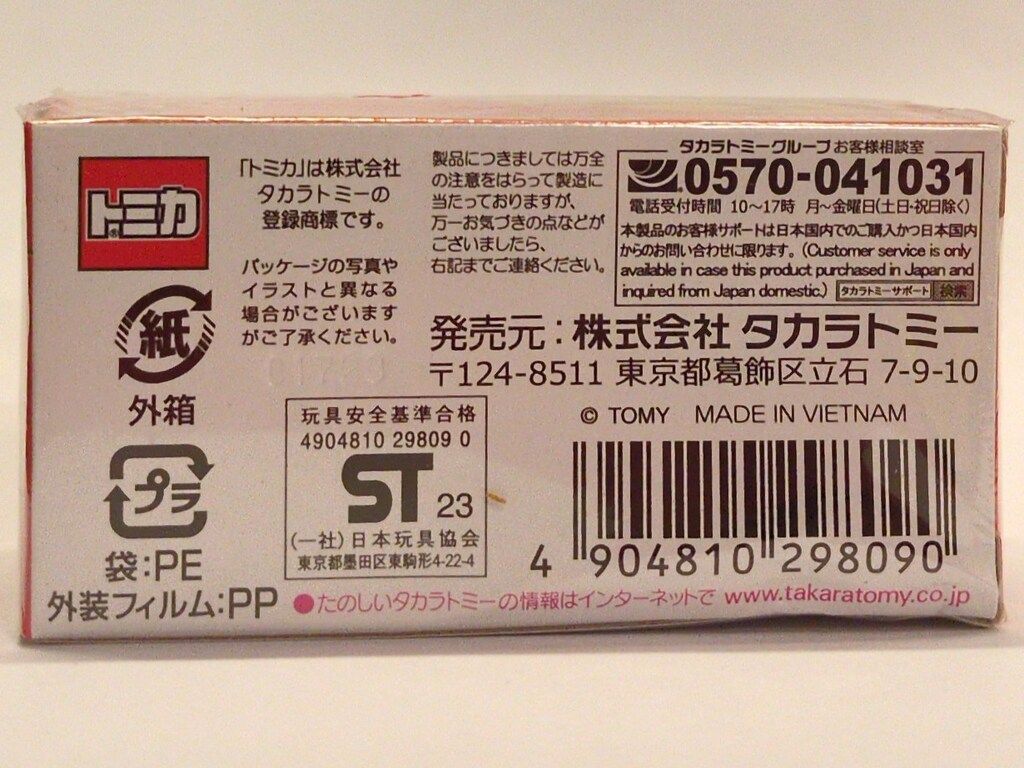 トミカ
「トミカ」は株式会社
タカラトミーの
登録商標です。
パッケージの写真や
イラストと異なる
場合がございます
がご了承ください。
製品につきましては万全
の注意をはらって製造に
当たっておりますが、
万一お気づきの点などが
ございましたら、
右記までご連絡ください。
タカラトミーグループ お客様相談室
0570-041031
電話受付時間 10〜17時 月〜金曜日(土日・祝日除く)
本製品のお客様サポートは日本国内でのご購入かつ日本国内
からのお問い合わせに限ります。(Customer service is only
available in case this product purchased in Japan and
inquired from Japan domestic.) タカラトミーサポート 検索
発売元：株式会社 タカラトミー
〒124-8511 東京都葛飾区立石 7-9-10
紙
外箱
プラ
袋:PE
外装フィルム:PP
玩具安全基準合格
4904810 29809 0
ST 23
(一社)日本玩具協会
東京都墨田区東駒形4-22-4
© TOMY MADE IN VIETNAM
4 904810 298090
●たのしいタカラトミーの情報はインターネットで www.takaratomy.co.jp